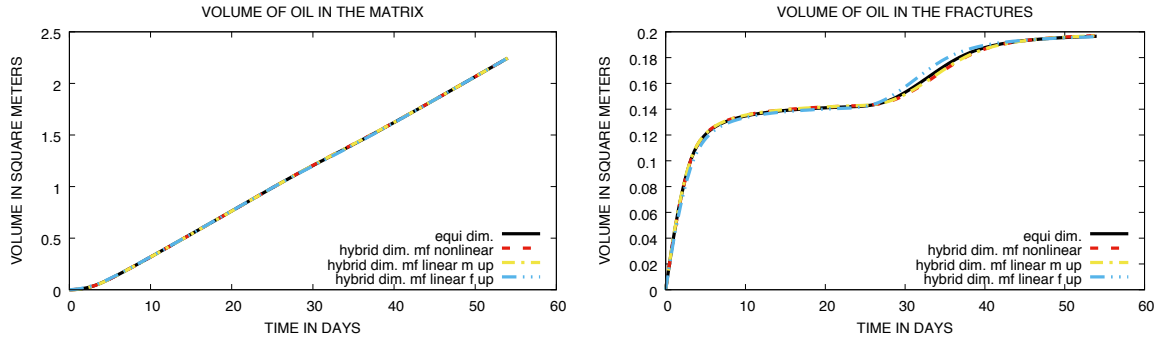 VOLUME OF OIL IN THE MATRIX
VOLUME IN SQUARE METERS
2.5
2
1.5
1
0.5
0
0 10 20 30 40 50 60
TIME IN DAYS
equi dim.
hybrid dim. mf nonlinear
hybrid dim. mf linear m up
hybrid dim. mf linear f up
VOLUME OF OIL IN THE FRACTURES
VOLUME IN SQUARE METERS
0.2
0.18
0.16
0.14
0.12
0.1
0.08
0.06
0.04
0.02
0
0 10 20 30 40 50 60
TIME IN DAYS
equi dim.
hybrid dim. mf nonlinear
hybrid dim. mf linear m up
hybrid dim. mf linear f up